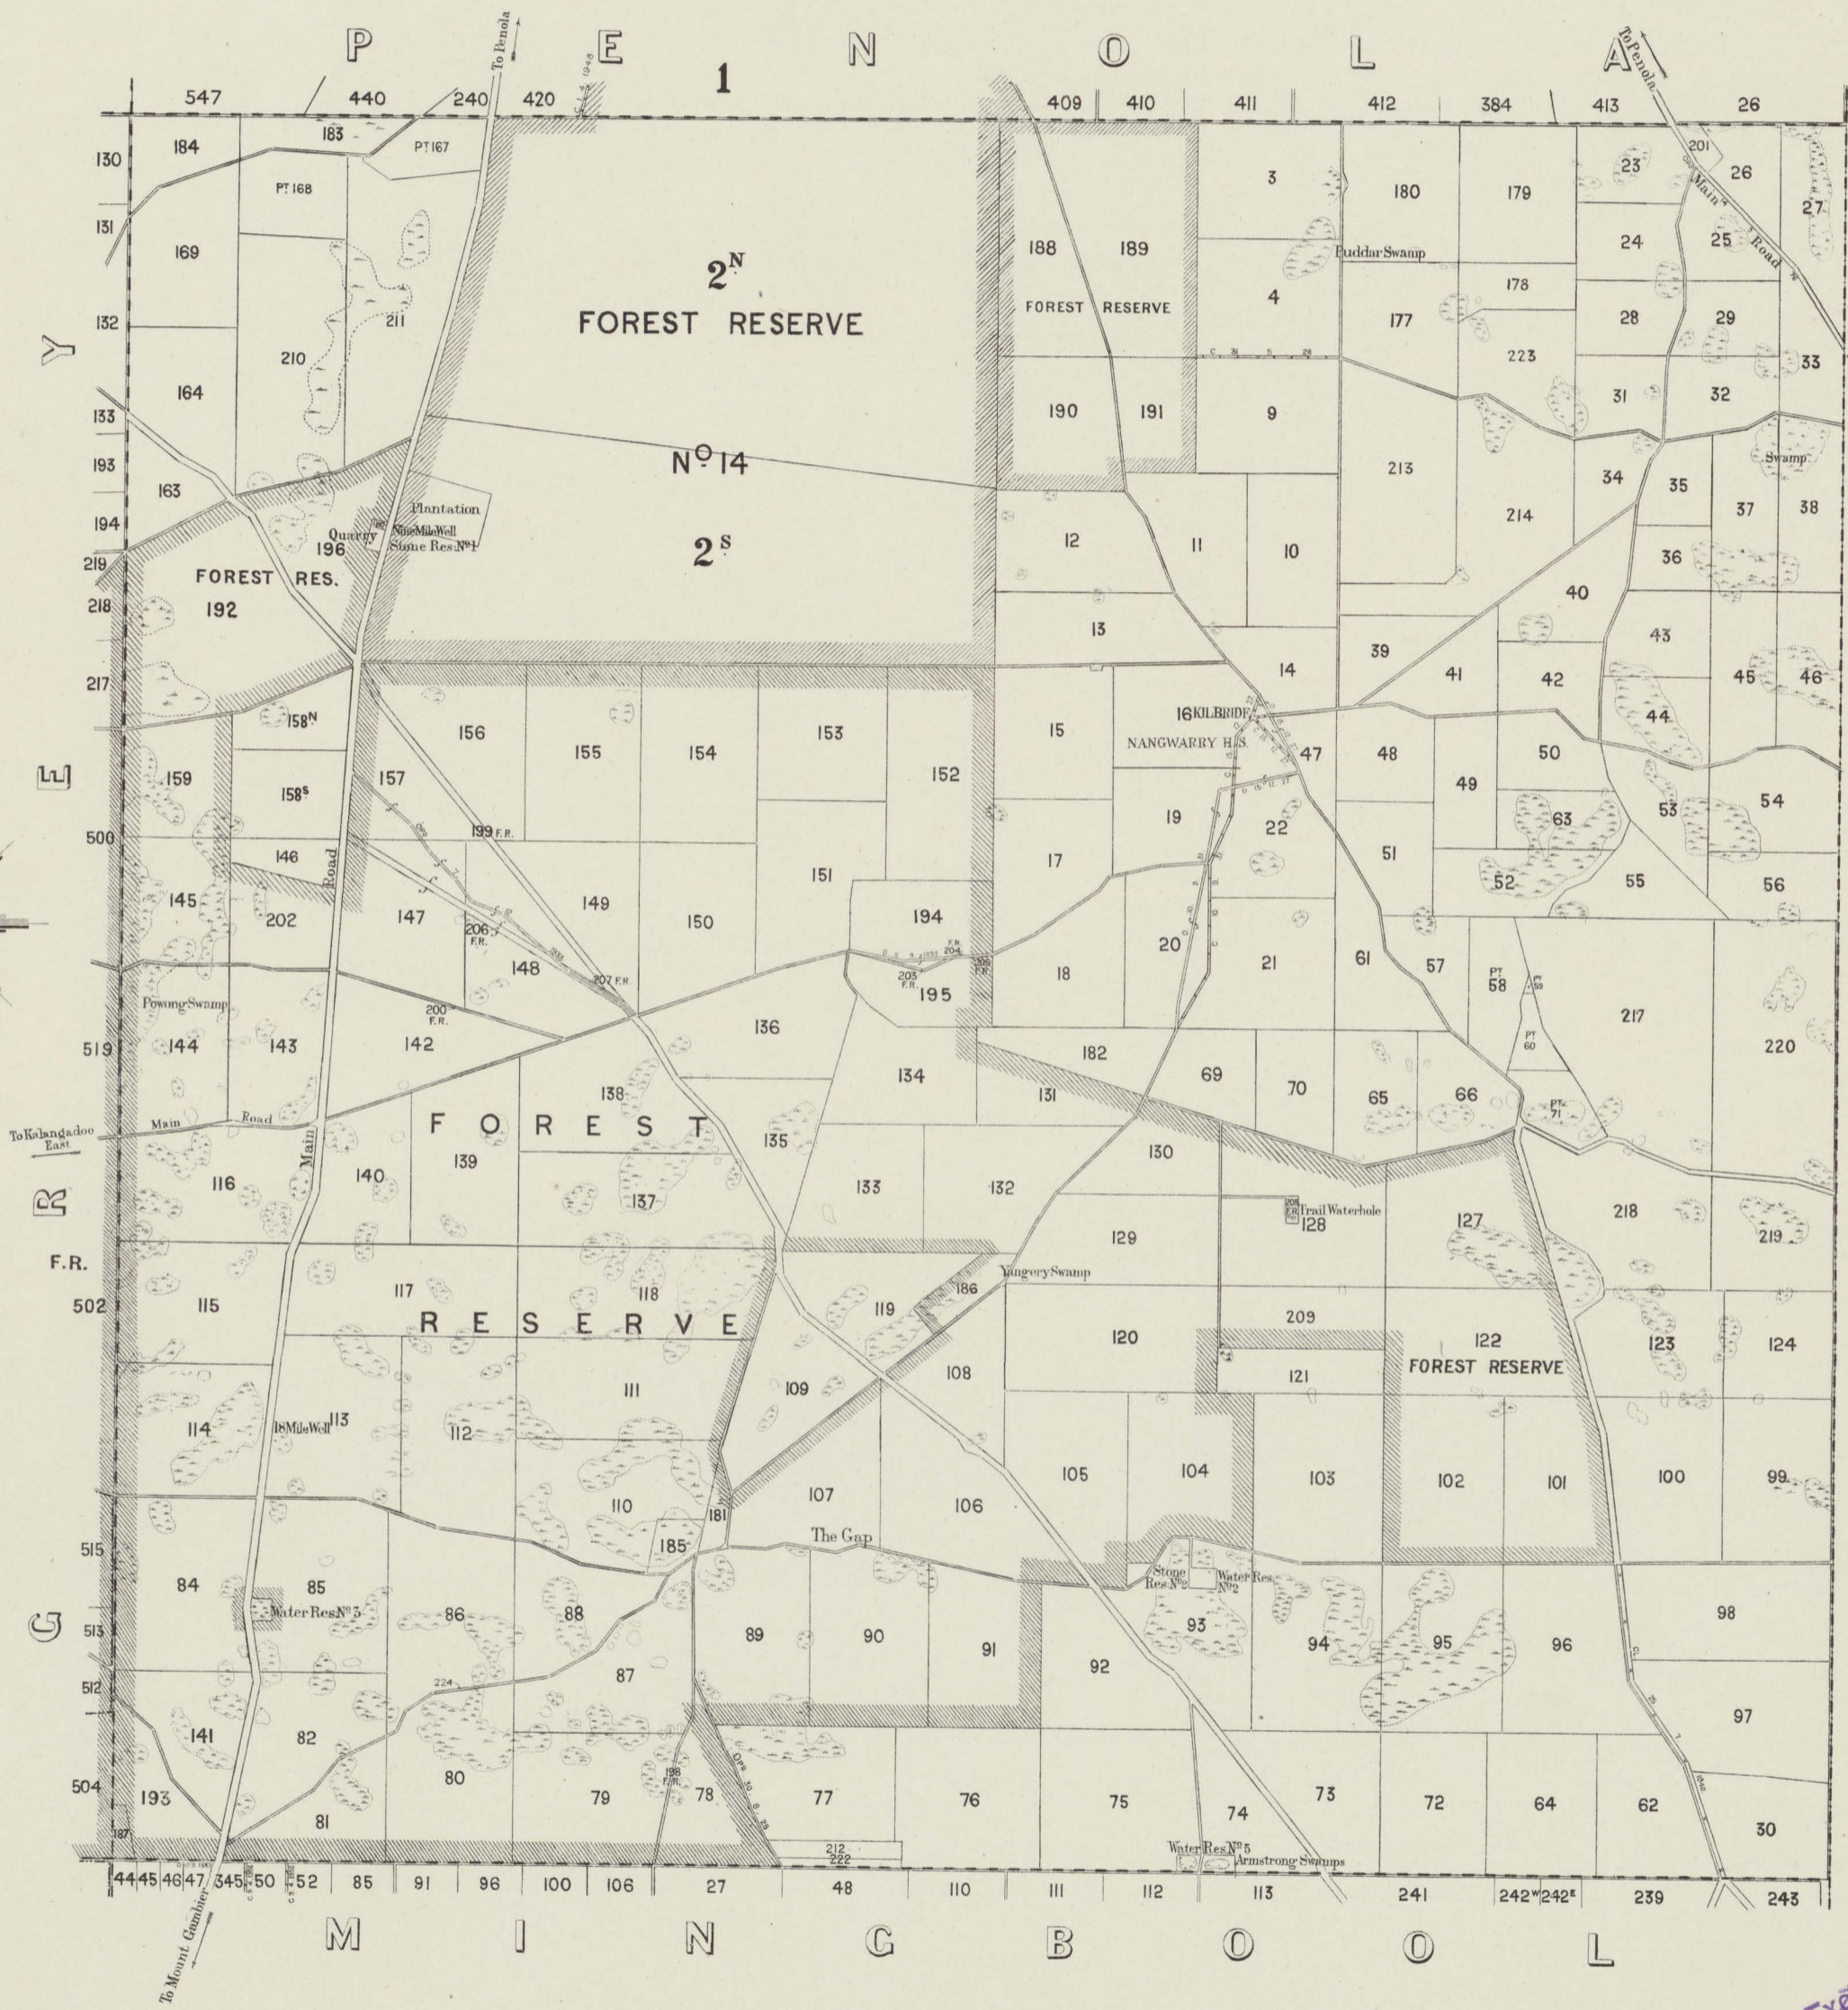 P E N O L A
To Penola
1
1948
To Penola
547 440 240 420 409 410 411 412 384 413 26
130 184 183 PT 167 3 180 179 23 201 26 27
PT 168
131 169 188 189 24 25 Main Road
2N
FOREST RESERVE
Puddar Swamp
178
4
FOREST RESERVE
132 211 210 177 28 29 33
223
164 190 191 9 31 32
133
No 14
193 163 213 34 35 Swamp
Plantation
Quarry Nine Mile Well
Stone Res. No 1
194 196 12 11 10 214 36 37 38
2S
219
FOREST RES.
218 192 40
13 39 43
217 14 41 42 45 46
158N 156 15 16 KILBRIDE 44
NANGWARRY H.S.
155 154 153 152 47 48 50
159 157 158S 49 54
19 53
500 199 F.R. 22 63
146 17 51 52 55 56
145 151
Road
202 147 149 150 194 20
206 F.R. 148 204 F.R. 21 61 57
207 F.R. 203 F.R. 195 18 PT 58 PT 59
Powong Swamp
200 F.R. 136 217
519 144 143 142 PT 60 220
182
134 69 70 65 66
138 131 PT 71
Main Road
To Kalangadoo East
FOREST
135
Main
130
116 140 139 137 133 132
Trail Waterhole
128 127 218 219
129
F.R.
Yangery Swamp
502 115 117 118 119 186 209
RESERVE
120 122 123 124
FOREST RESERVE
111 109 108 121
114 18 Mile Well 113 112
105 104 103 102 101 100 99
110 107 106
181
The Gap
185
515
84 85 Stone Res. No 2 Water Res. No 2
Water Res. No 3 86 88 98
513 89 90 91 93 94 95 96
87 92
224
512
141 82 97
80
504 193 198 F.R. 73
79 78 77 76 75 74 72 64 62
81 30
187
212
222
Water Res. No 5
Armstrong Swamps
44 45 46 47 345 50 52 85 91 96 100 106 27 48 110 111 112 113 241 242W 242E 239 243
To Mount Gambier
M I N G B O O L
G R E Y